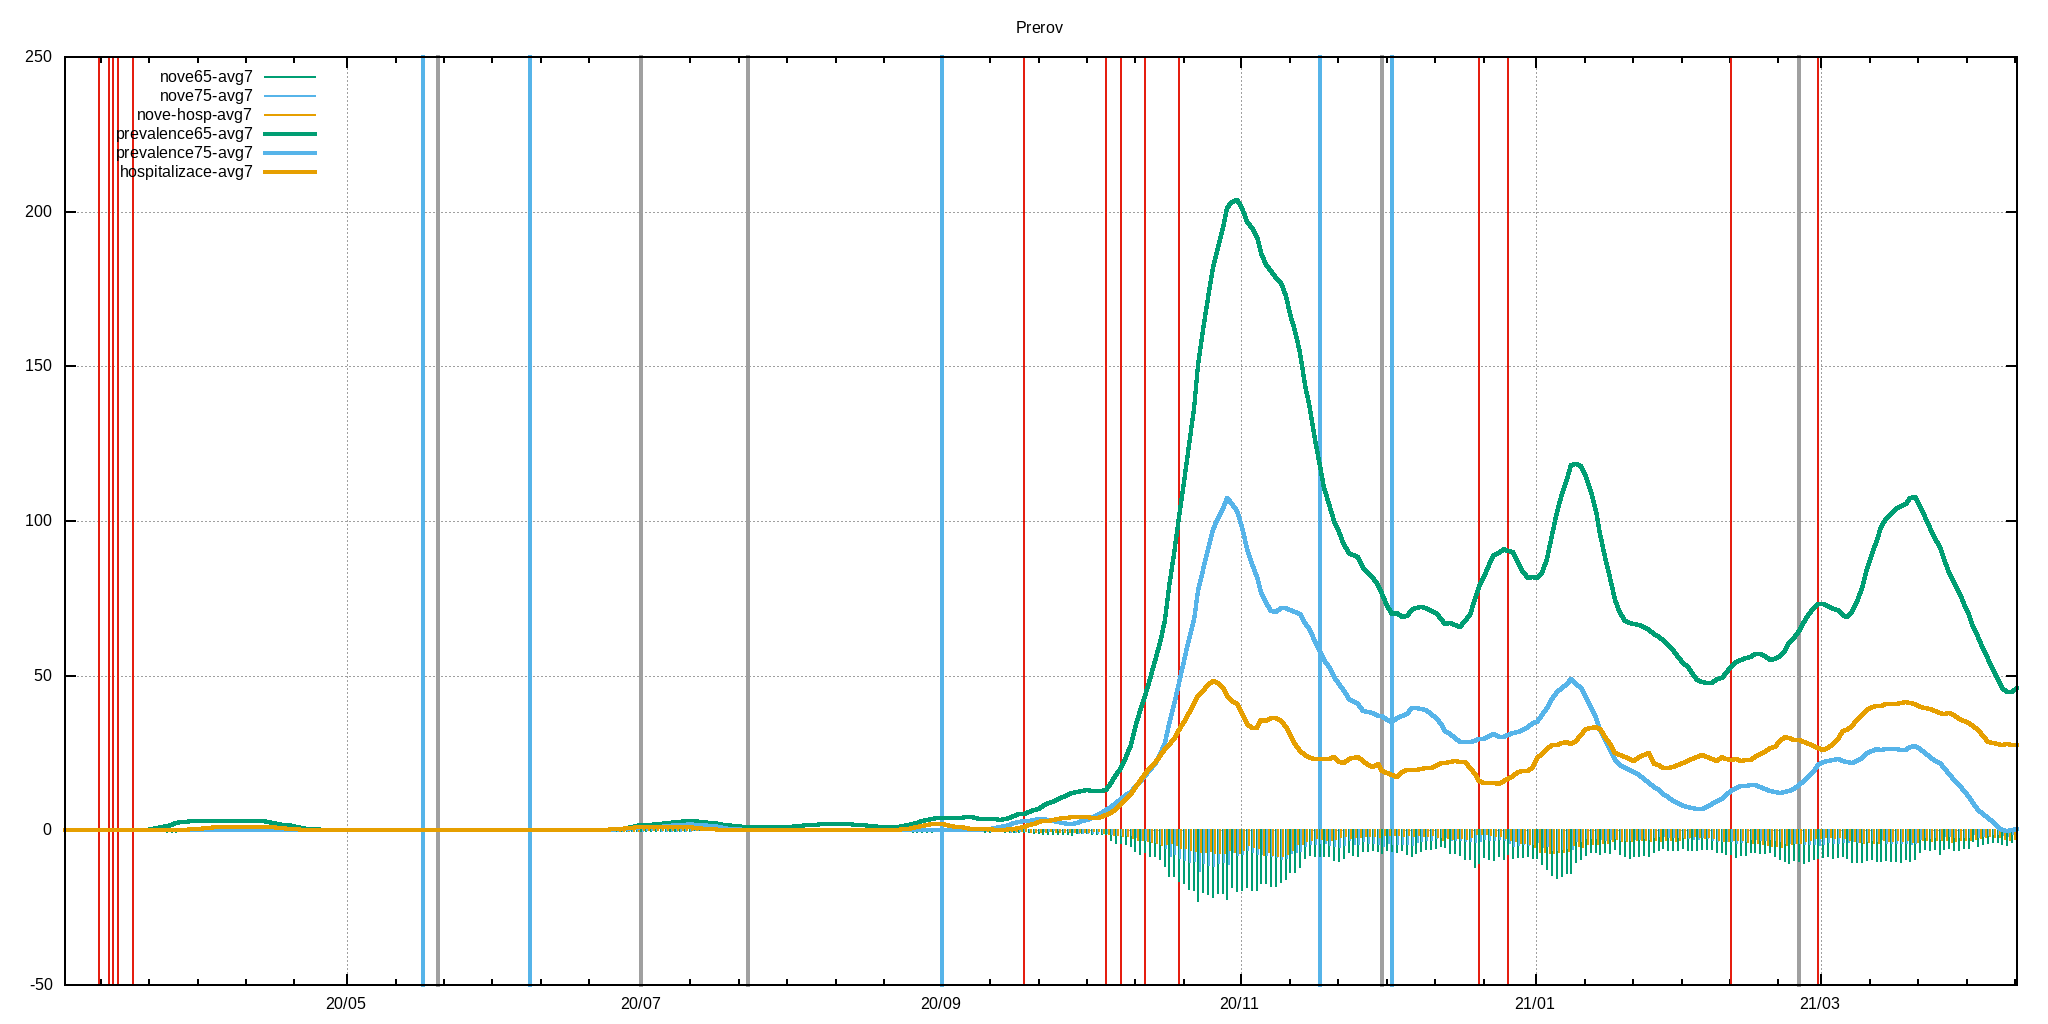 Prerov
250
nove65-avg7
nove75-avg7
nove-hosp-avg7
prevalence65-avg7
prevalence75-avg7
hospitalizace-avg7
200
150
100
50
0
-50
20/05
20/07
20/09
20/11
21/01
21/03